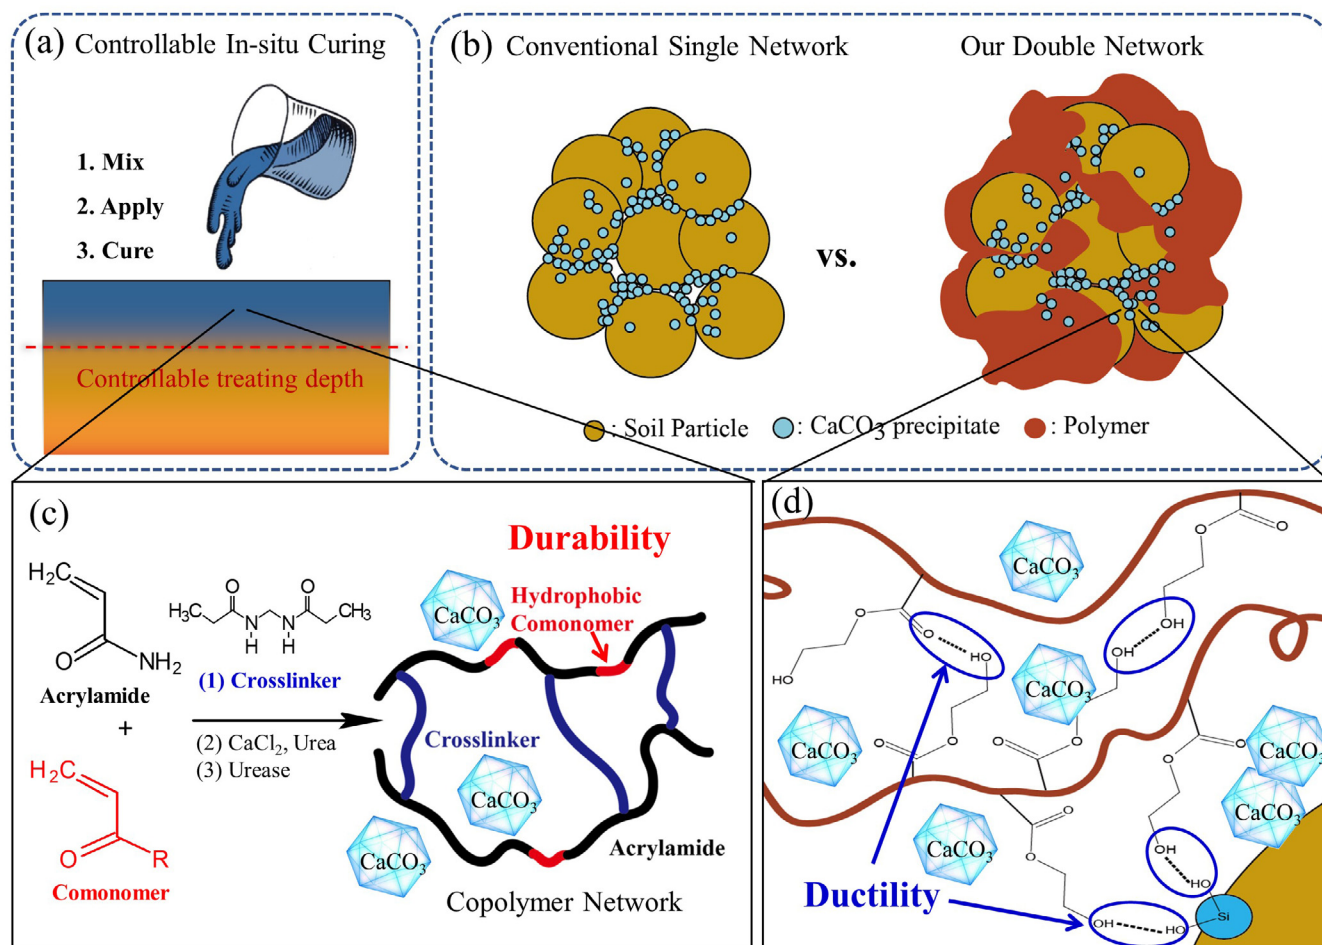 (a) Controllable In-situ Curing
1. Mix
2. Apply
3. Cure
Controllable treating depth
(b) Conventional Single Network
Our Double Network
vs.
: Soil Particle
: CaCO3 precipitate
: Polymer
(c)
Durability
H2C
O
NH2
Acrylamide
+
H2C
O
R
Comonomer
O
O
H3C
N
H
N
H
CH3
(1) Crosslinker
(2) CaCl2, Urea
(3) Urease
CaCO3
Hydrophobic
Comonomer
Crosslinker
CaCO3
CaCO3
Acrylamide
Copolymer Network
(d)
CaCO3
O
O
O
O
HO
HO
OH
OH
CaCO3
CaCO3
O
O
O
O
O
O
CaCO3
CaCO3
CaCO3
O
O
OH
HO
Ductility
OH
HO
Si